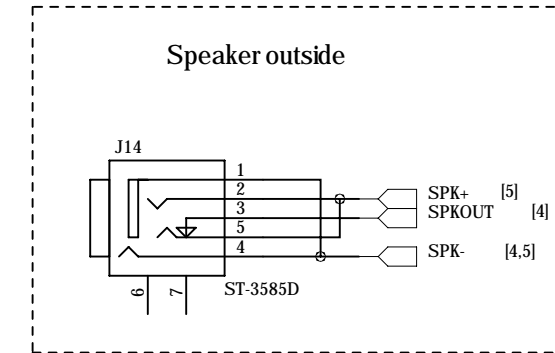 Speaker outside
J14
1
2
3
5
4
SPK+ [5]
SPKOUT [4]
SPK- [4,5]
6
7
ST-3585D